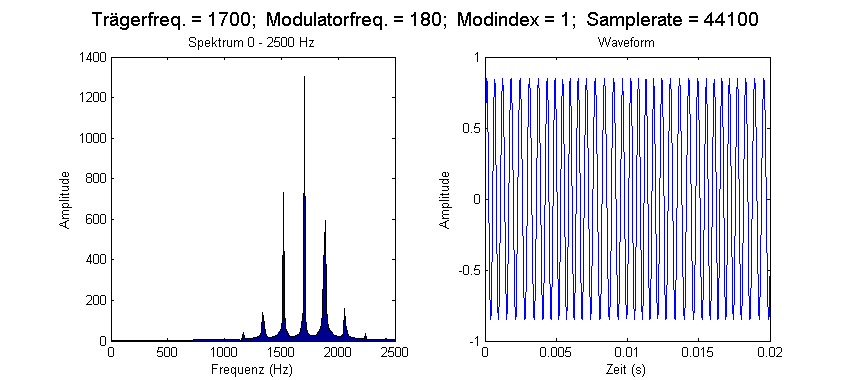 Trägerfreq. = 1700;  Modulatorfreq. = 180;  Modindex = 1;  Samplerate = 44100
Spektrum 0 - 2500 Hz
1400
1200
1000
800
600
400
200
0
Amplitude
0 500 1000 1500 2000 2500
Frequenz (Hz)
Waveform
1
0.5
0
-0.5
-1
Amplitude
0 0.005 0.01 0.015 0.02
Zeit (s)